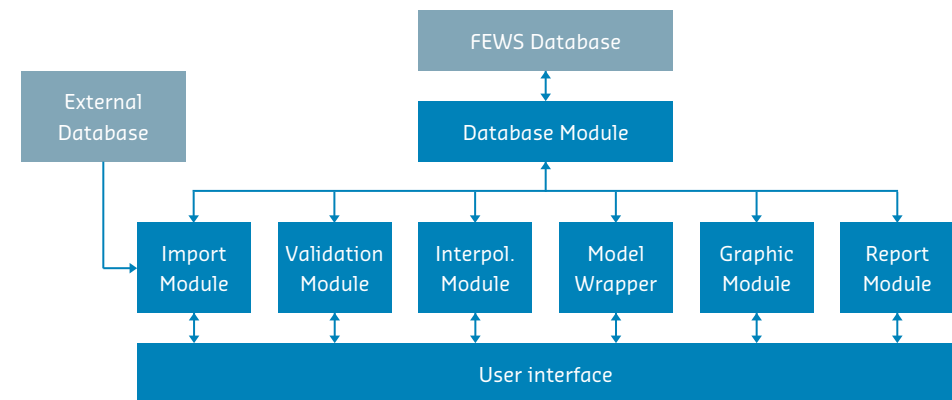 FEWS Database
External
Database
Database Module
Import
Module
Validation
Module
Interpol.
Module
Model
Wrapper
Graphic
Module
Report
Module
User interface